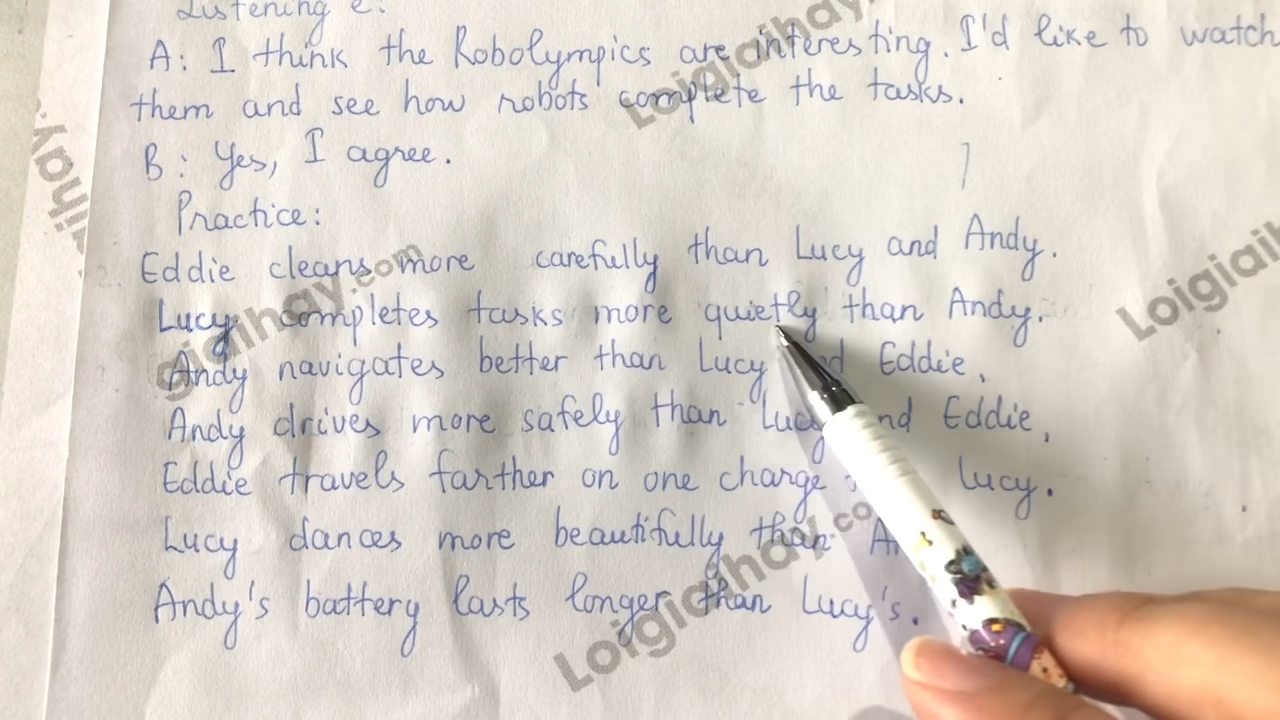 Listening e:
A: I think the Robolympics are interesting. I'd like to watch
them and see how robots complete the tasks.
B: Yes, I agree.
Practice:
Eddie cleans more carefully than Lucy and Andy.
Lucy completes tasks more quietly than Andy.
Andy navigates better than Lucy Eddie.
Andy drives more safely than Lucy and Eddie.
Eddie travels farther on one charge Lucy.
Lucy dances more beautifully than
Andy's battery lasts longer than Lucy's.
Loigiaihay.com